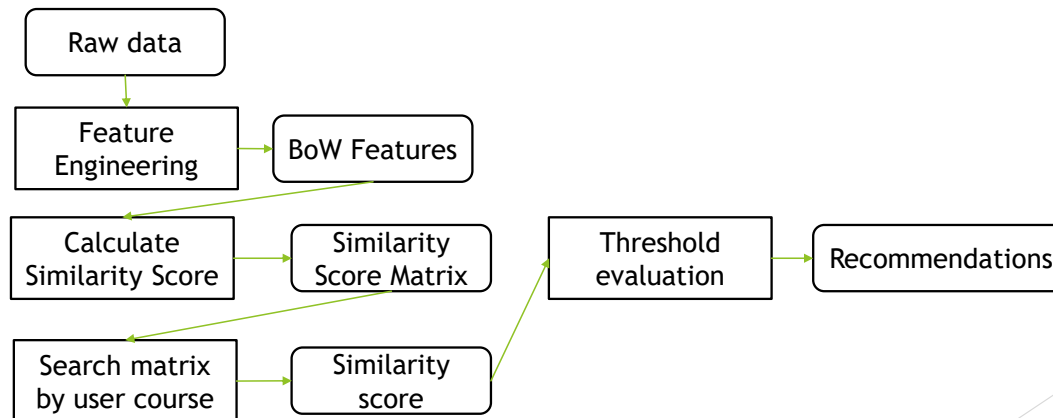 Raw data
Feature
Engineering
BoW Features
Calculate
Similarity Score
Similarity
Score Matrix
Threshold
evaluation
Recommendations
Search matrix
by user course
Similarity
score